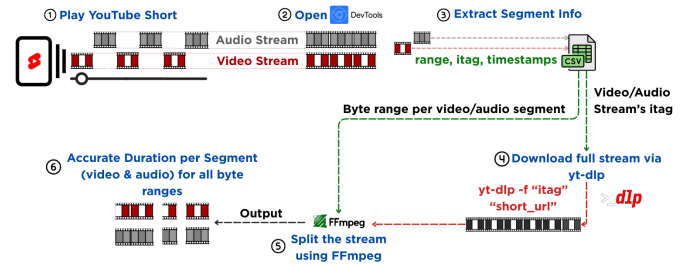 ① Play YouTube Short
② Open DevTools
③ Extract Segment Info
Audio Stream
Video Stream
range, itag, timestamps
CSV
Byte range per video/audio segment
Video/Audio
Stream's itag
④ Download full stream via
yt-dlp
yt-dlp -f “itag”
“short_url”
>_dlp
⑥ Accurate Duration per Segment
(video & audio) for all byte
ranges
Output
FFmpeg
⑤ Split the stream
using FFmpeg